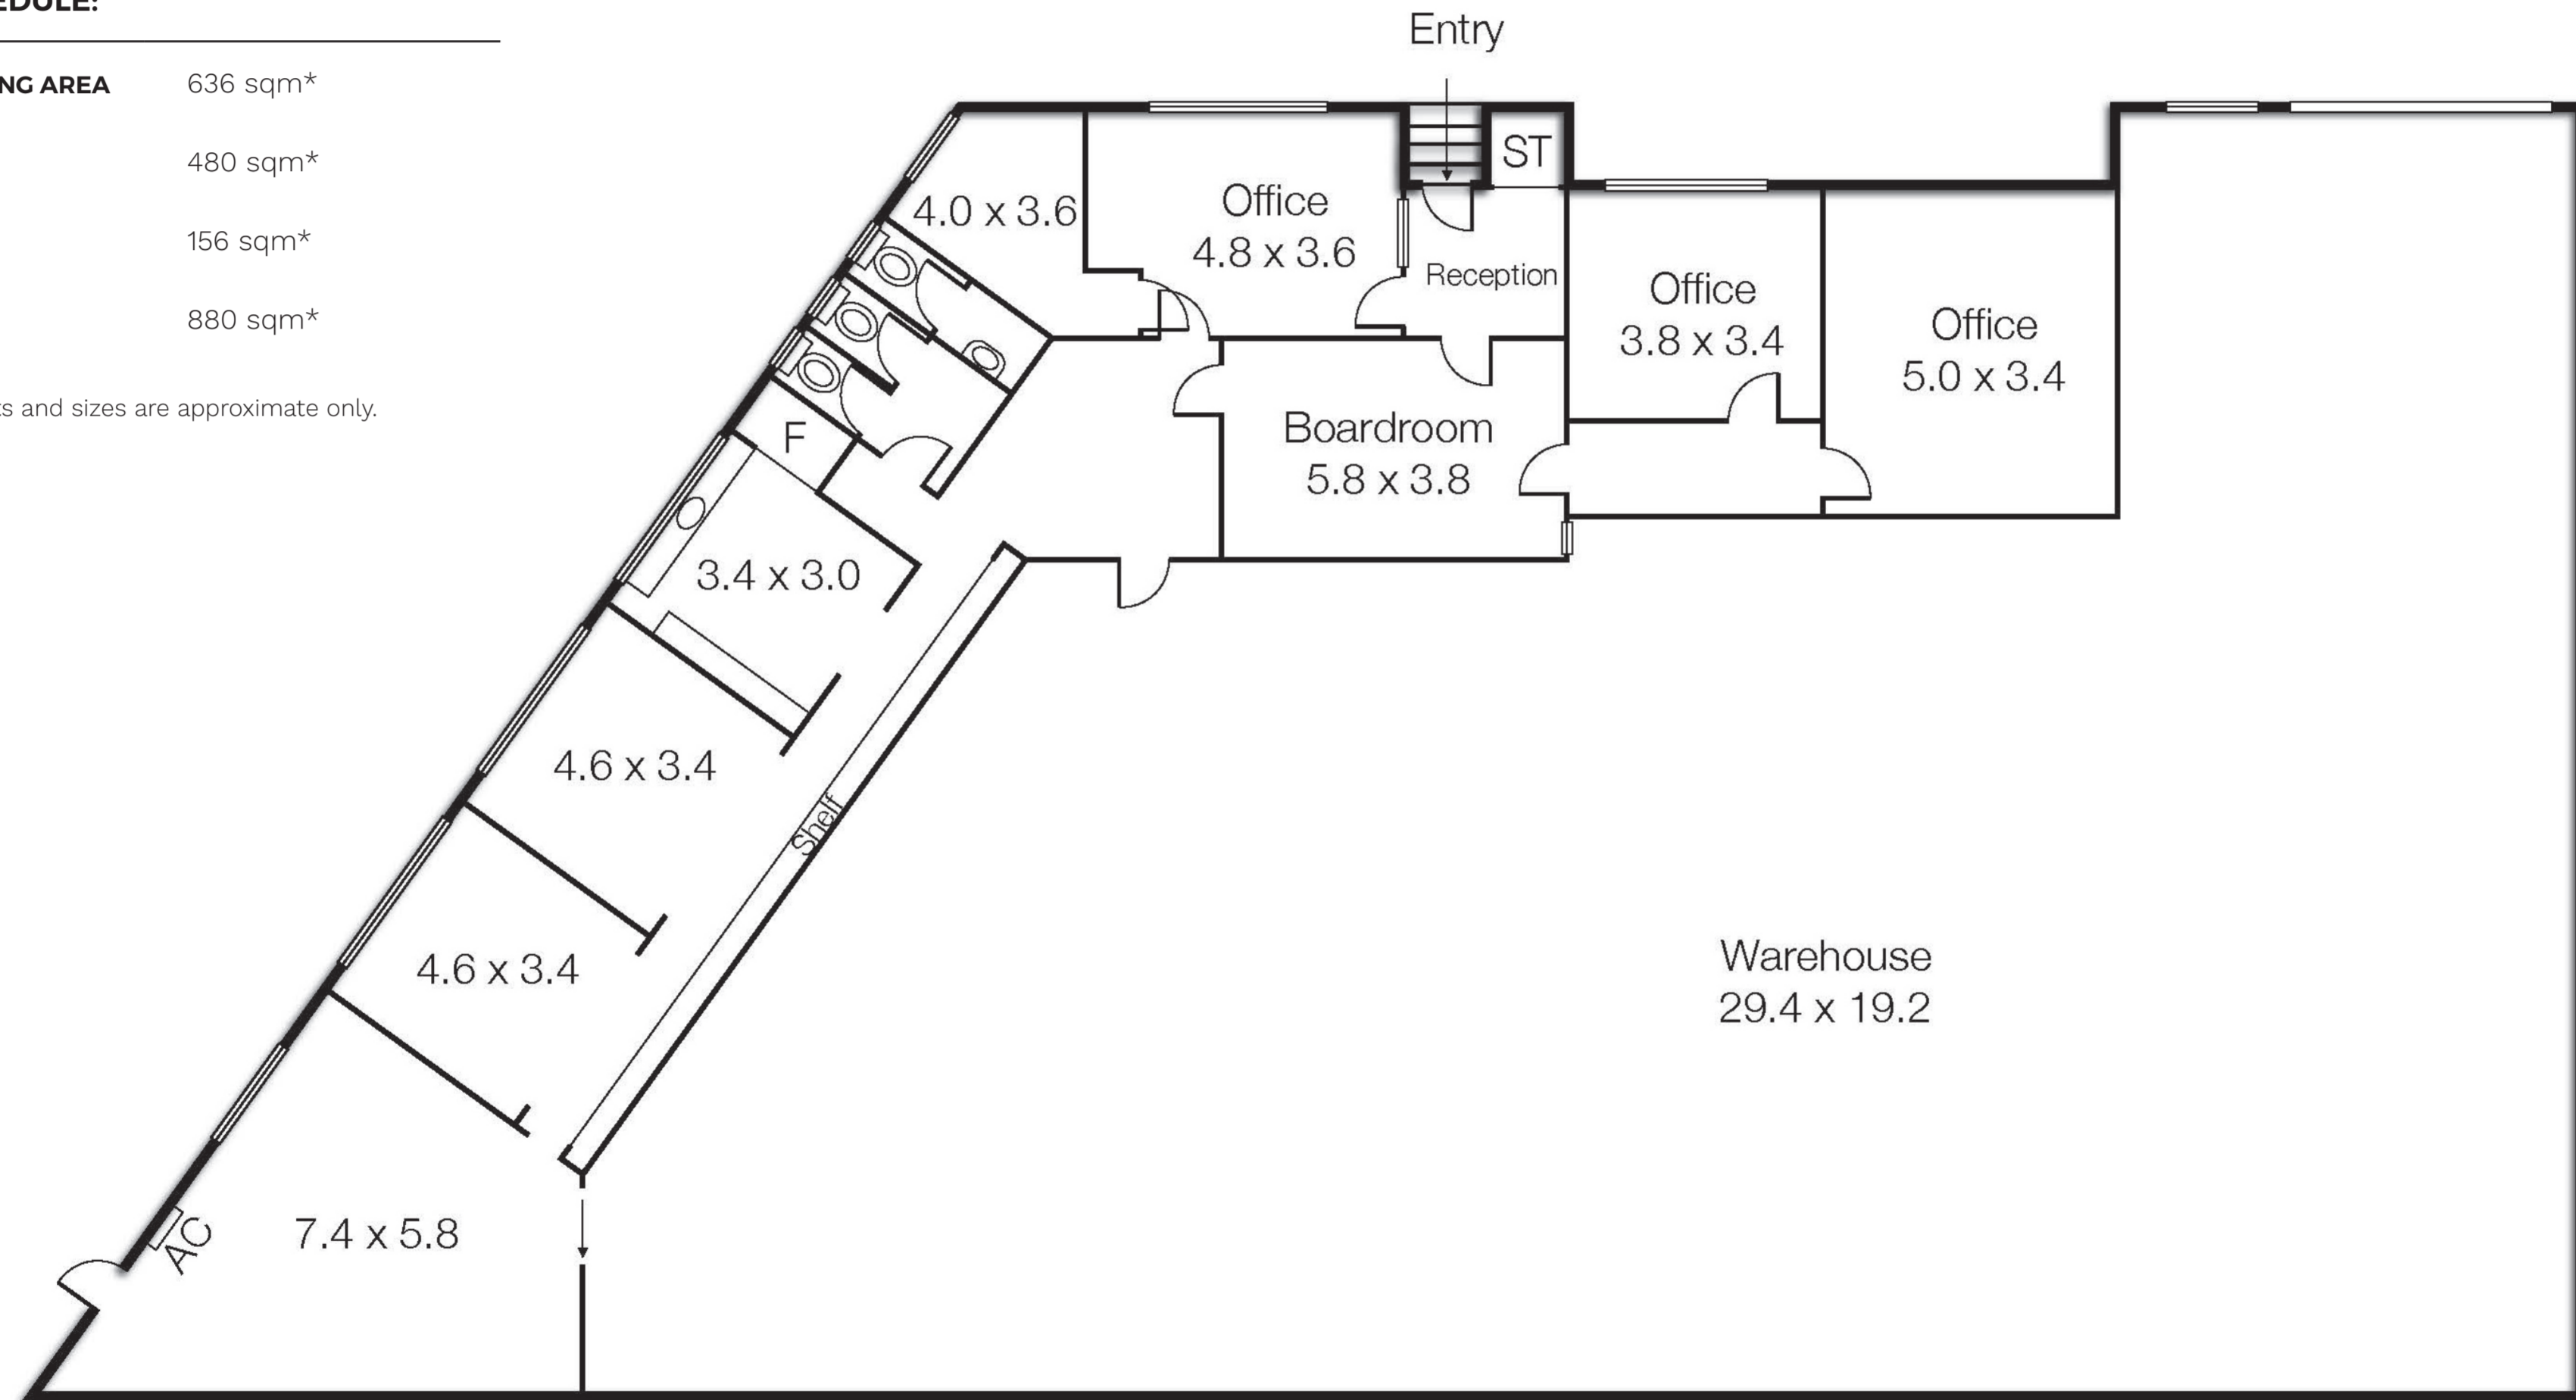 NG AREA 636 sqm*
480 sqm*
156 sqm*
880 sqm*
s and sizes are approximate only.
Entry
ST
4.0 x 3.6
Office
4.8 x 3.6
Reception
Office
3.8 x 3.4
Office
5.0 x 3.4
Boardroom
5.8 x 3.8
F
3.4 x 3.0
4.6 x 3.4
Shelf
4.6 x 3.4
Warehouse
29.4 x 19.2
AC
7.4 x 5.8